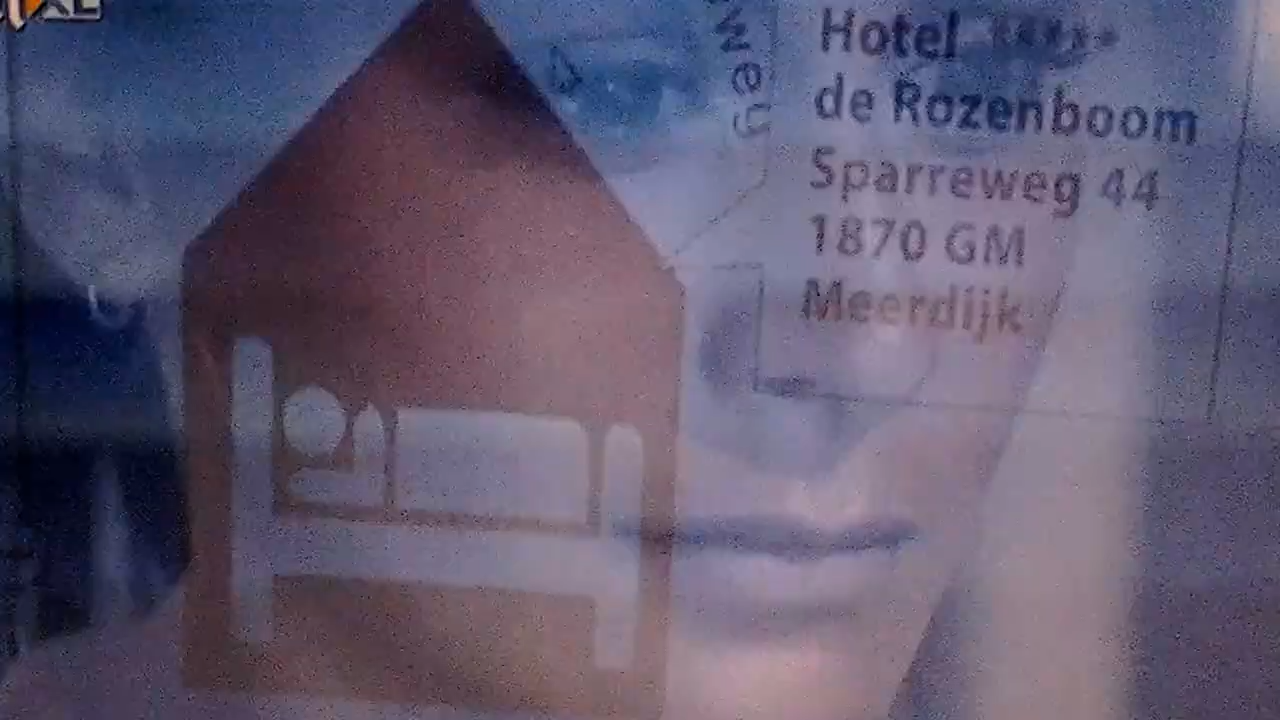 Hotel ****
de Rozenboom
Sparreweg 44
1870 GM
Meerdijk